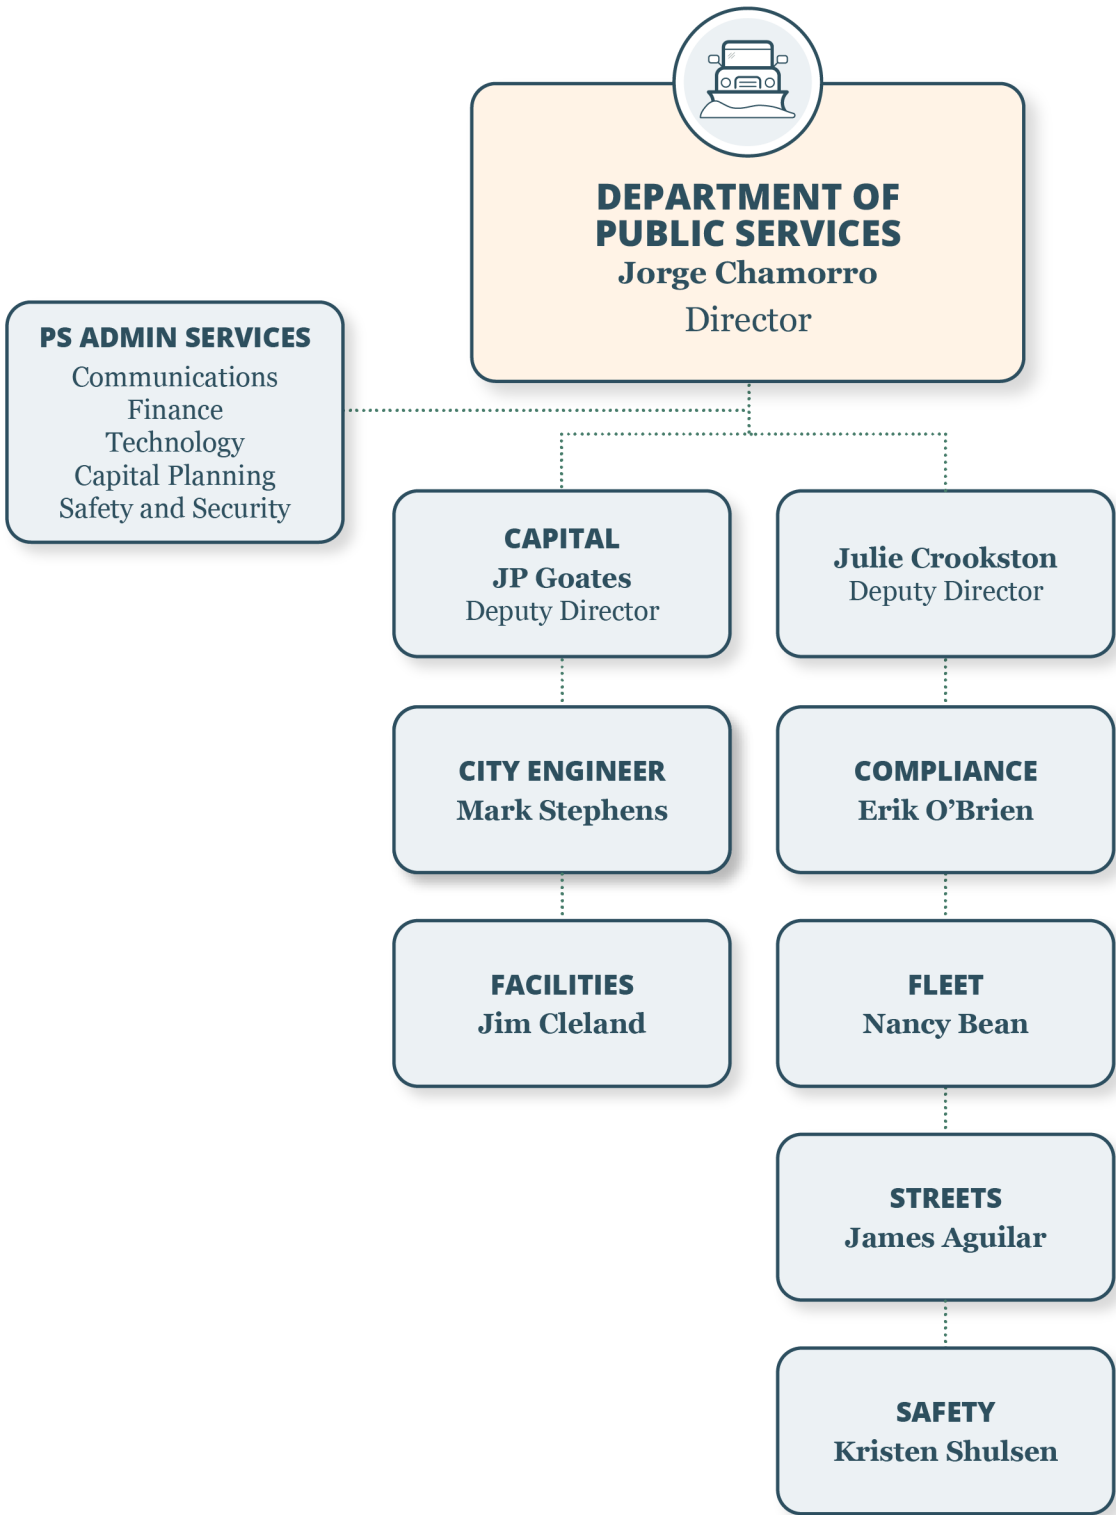 DEPARTMENT OF
PUBLIC SERVICES
Jorge Chamorro
Director
PS ADMIN SERVICES
Communications
Finance
Technology
Capital Planning
Safety and Security
CAPITAL
JP Goates
Deputy Director
Julie Crookston
Deputy Director
CITY ENGINEER
Mark Stephens
COMPLIANCE
Erik O’Brien
FACILITIES
Jim Cleland
FLEET
Nancy Bean
STREETS
James Aguilar
SAFETY
Kristen Shulsen